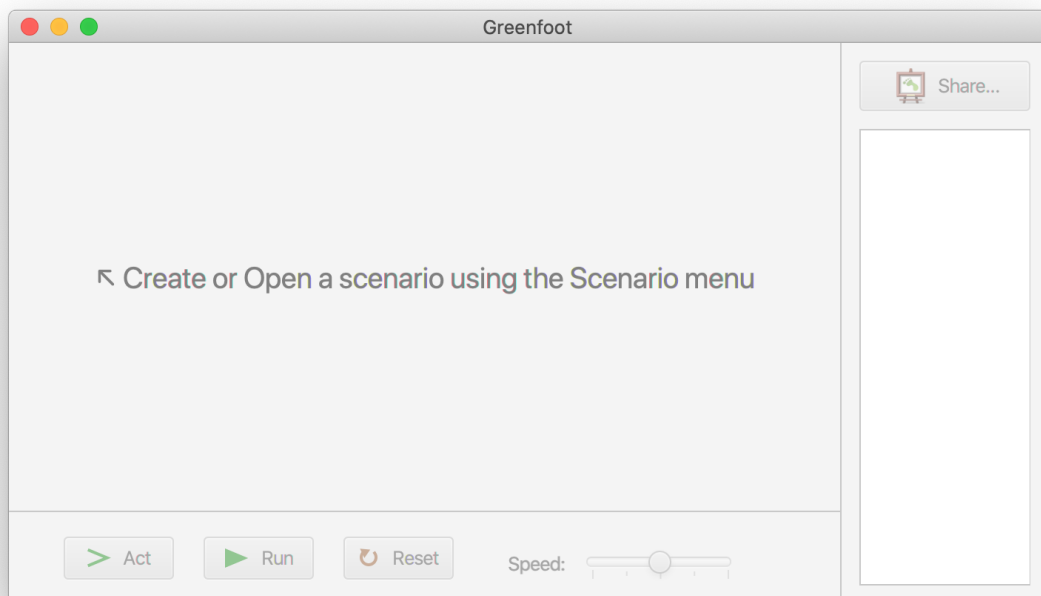 Greenfoot
Share...
↖ Create or Open a scenario using the Scenario menu
Act
Run
Reset
Speed: